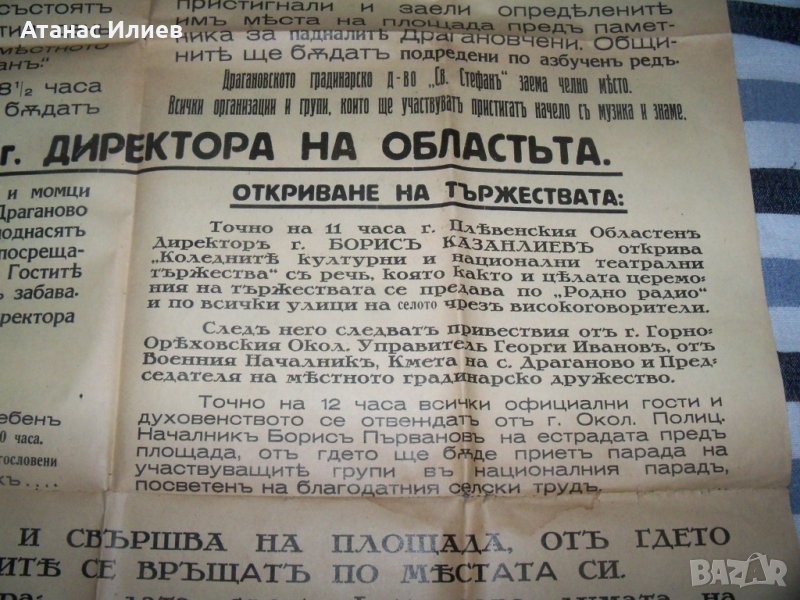 Атанас Илиев
състоятъ
8½ часа
бѫдатъ
пристигнали и заели опредѣленитѣ
имъ мѣста на площада предъ памет-
ника за падналитѣ Драгановчени. Общи-
нитѣ ще бѫдатъ подредени по азбученъ редъ.
Драгановското градинарско д-во „Св. Стефанъ“ заема челно мѣсто.
Всички организации и групи, които ще участвуватъ пристигатъ начело съ музика и знаме.
г. ДИРЕКТОРА НА ОБЛАСТЬТА.
и момци
Драганово
поднасятъ
посреща-
Гоститѣ
забава.
ректора
0 часа.
ОТКРИВАНЕ НА ТЪРЖЕСТВАТА:
Точно на 11 часа г. Плѣвенския Областенъ
Директоръ г. БОРИСЪ КАЗАНЛИЕВЪ открива
„Коледнитѣ културни и национални театрални
тържества“ съ речь, която както и цѣлата церемо-
ния на тържествата се предава по „Родно радио“
и по всички улици на селото чрезъ високоговорители.
Следъ него следватъ приветствия отъ г. Горно-
Орѣховския Окол. Управитель Георги Ивановъ, отъ
Военния Началникъ, Кмета на с. Драганово и Пред-
седателя на мѣстното градинарско дружество.
Точно на 12 часа всички официални гости и
духовенството се отвеждатъ отъ г. Окол. Полиц.
Началникъ Борисъ Първановъ на естрадата предъ
площада, отъ гдето ще бѫде приетъ парада на
участвуващитѣ групи въ националния парадъ,
посветенъ на благодатния селски трудъ.
И СВЪРШВА НА ПЛОЩАДА, ОТЪ ГДЕТО
ИТѢ СЕ ВРЪЩАТЪ ПО МѢСТАТА СИ.
BAZAR.bg